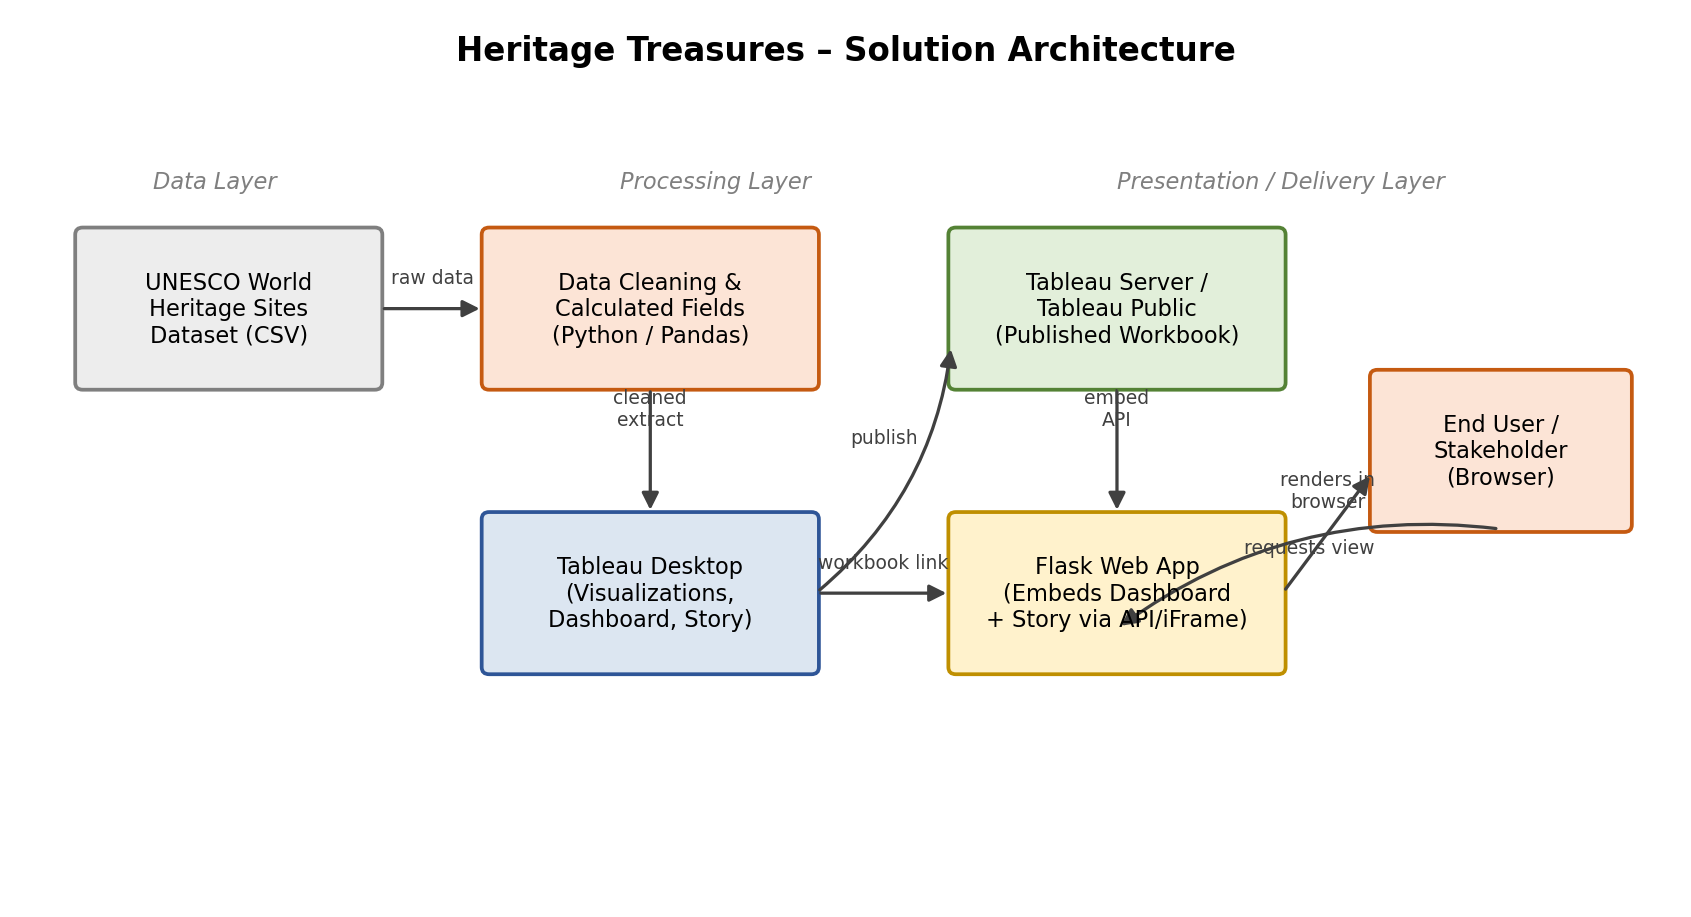 Heritage Treasures – Solution Architecture
Data Layer
Processing Layer
Presentation / Delivery Layer
UNESCO World
Heritage Sites
Dataset (CSV)
raw data
Data Cleaning &
Calculated Fields
(Python / Pandas)
Tableau Server /
Tableau Public
(Published Workbook)
cleaned
extract
embed
API
publish
End User /
Stakeholder
(Browser)
renders in
browser
requests view
Tableau Desktop
(Visualizations,
Dashboard, Story)
workbook link
Flask Web App
(Embeds Dashboard
+ Story via API/iFrame)